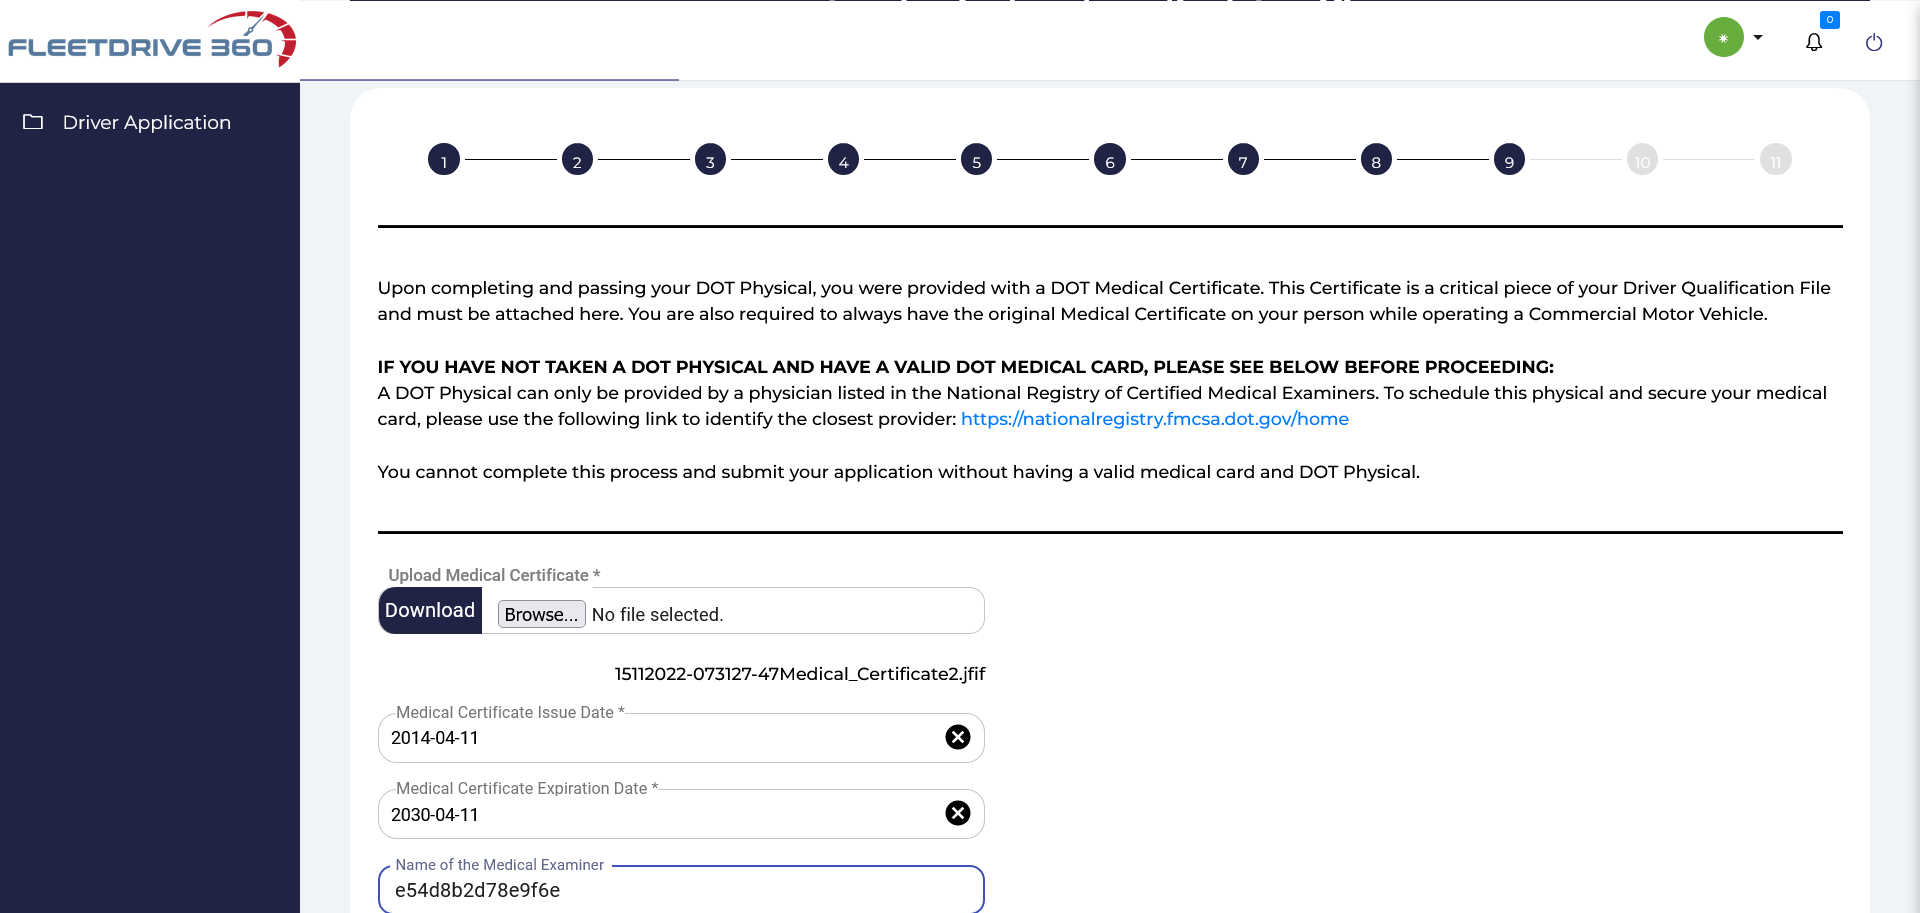 FLEETDRIVE 360
0
Driver Application
1 2 3 4 5 6 7 8 9 10 11
Upon completing and passing your DOT Physical, you were provided with a DOT Medical Certificate. This Certificate is a critical piece of your Driver Qualification File
and must be attached here. You are also required to always have the original Medical Certificate on your person while operating a Commercial Motor Vehicle.
IF YOU HAVE NOT TAKEN A DOT PHYSICAL AND HAVE A VALID DOT MEDICAL CARD, PLEASE SEE BELOW BEFORE PROCEEDING:
A DOT Physical can only be provided by a physician listed in the National Registry of Certified Medical Examiners. To schedule this physical and secure your medical
card, please use the following link to identify the closest provider: https://nationalregistry.fmcsa.dot.gov/home
You cannot complete this process and submit your application without having a valid medical card and DOT Physical.
Upload Medical Certificate *
Download Browse... No file selected.
15112022-073127-47Medical_Certificate2.jfif
Medical Certificate Issue Date *
2014-04-11
Medical Certificate Expiration Date *
2030-04-11
Name of the Medical Examiner
e54d8b2d78e9f6e